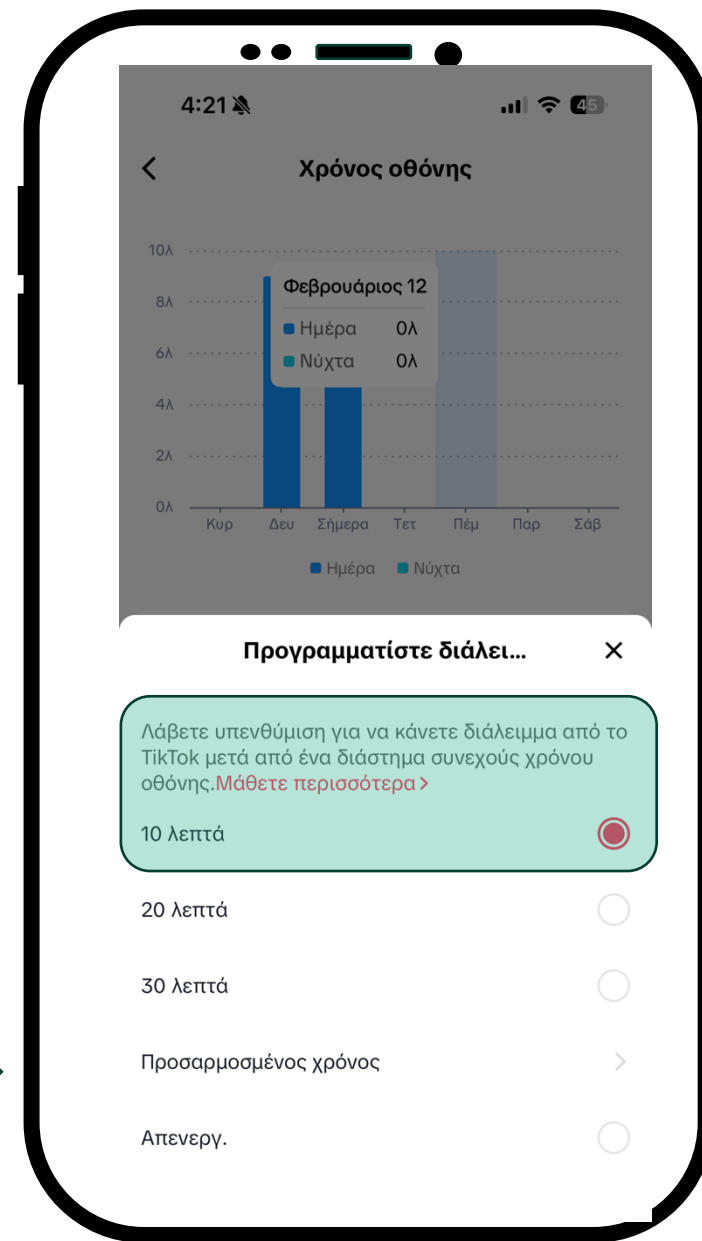 4:21
45
Χρόνος οθόνης
10λ
Φεβρουάριος 12
8λ
Ημέρα 0λ
6λ
Νύχτα 0λ
4λ
2λ
0λ
Κυρ Δευ Σήμερα Τετ Πέμ Παρ Σάβ
Ημέρα Νύχτα
Προγραμματίστε διάλει...
Λάβετε υπενθύμιση για να κάνετε διάλειμμα από το
TikTok μετά από ένα διάστημα συνεχούς χρόνου
οθόνης.Μάθετε περισσότερα
10 λεπτά
20 λεπτά
30 λεπτά
Προσαρμοσμένος χρόνος
Απενεργ.